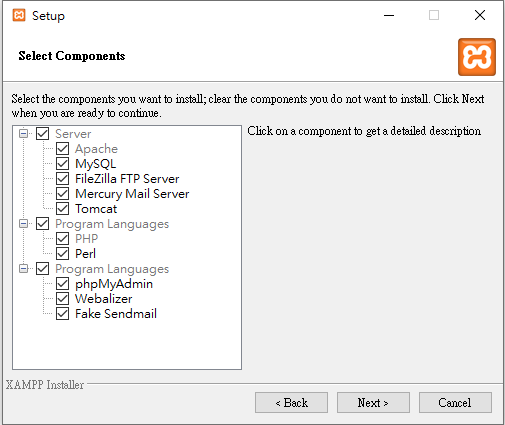 Setup
Select Components
Select the components you want to install; clear the components you do not want to install. Click Next
when you are ready to continue.
Server
Apache
MySQL
FileZilla FTP Server
Mercury Mail Server
Tomcat
Program Languages
PHP
Perl
Program Languages
phpMyAdmin
Webalizer
Fake Sendmail
Click on a component to get a detailed description
XAMPP Installer
< Back
Next >
Cancel